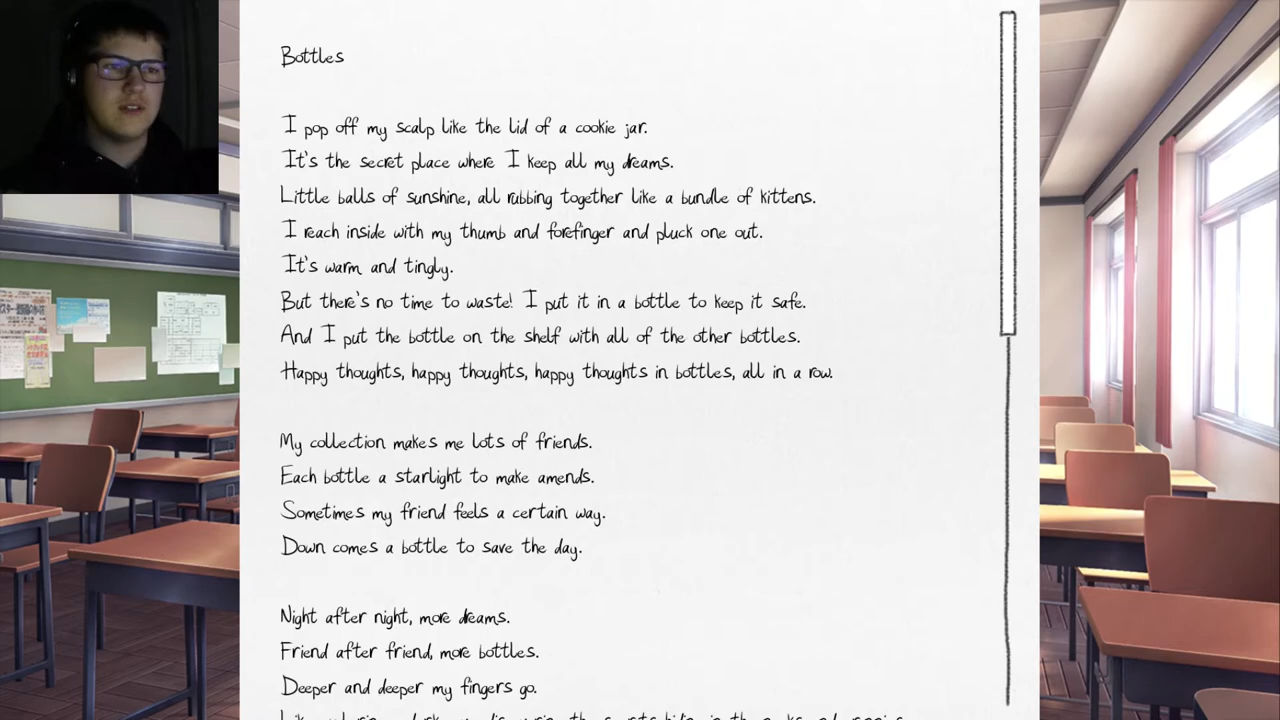 Bottles
I pop off my scalp like the lid of a cookie jar.
It's the secret place where I keep all my dreams.
Little balls of sunshine, all rubbing together like a bundle of kittens.
I reach inside with my thumb and forefinger and pluck one out.
It's warm and tingly.
But there's no time to waste! I put it in a bottle to keep it safe.
And I put the bottle on the shelf with all of the other bottles.
Happy thoughts, happy thoughts, happy thoughts in bottles, all in a row.
My collection makes me lots of friends.
Each bottle a starlight to make amends.
Sometimes my friend feels a certain way.
Down comes a bottle to save the day.
Night after night, more dreams.
Friend after friend, more bottles.
Deeper and deeper my fingers go.